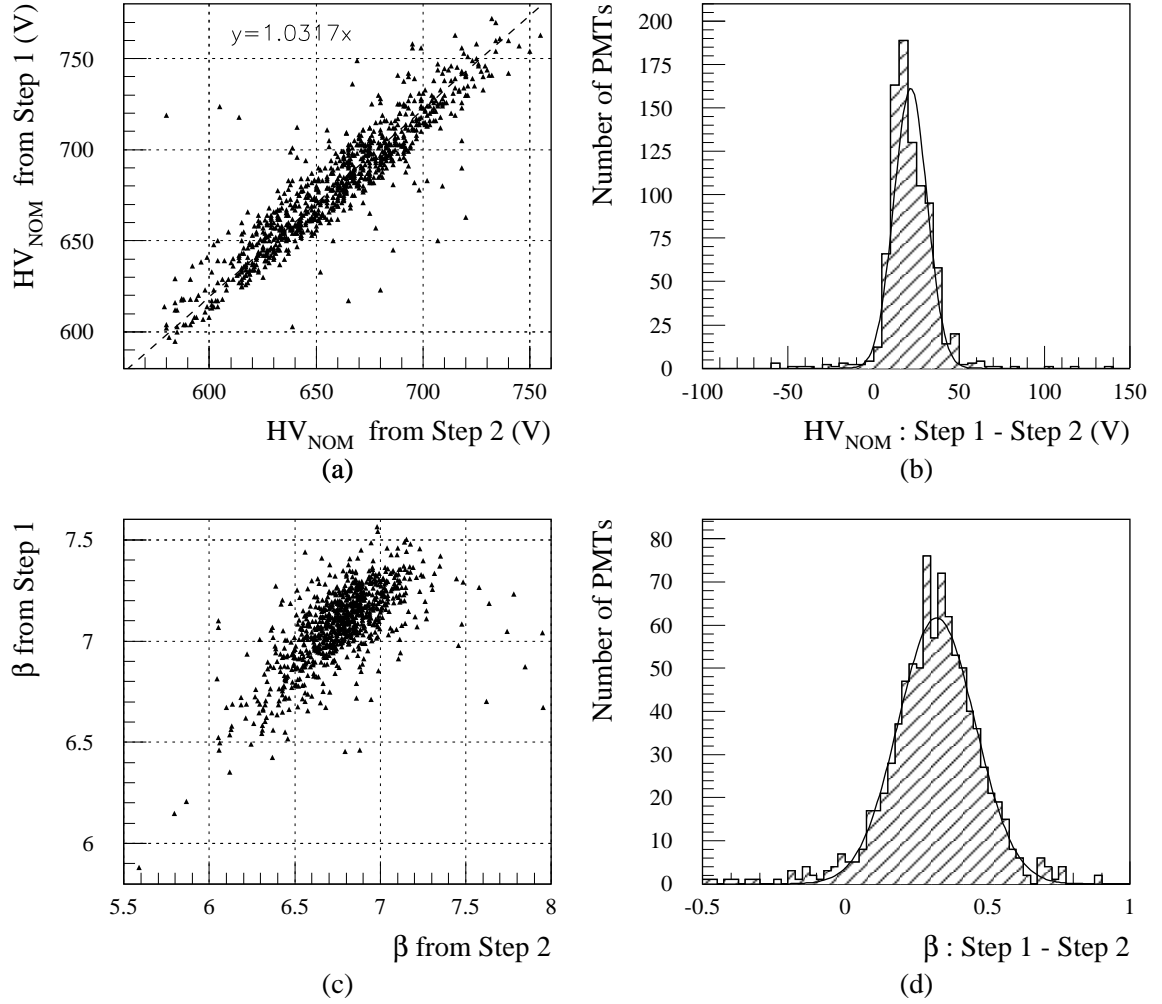 y=1.0317x
HV_NOM from Step 1 (V)
750
700
650
600
600 650 700 750
HV_NOM from Step 2 (V)
(a)
Number of PMTs
200
175
150
125
100
75
50
25
0
-100 -50 0 50 100 150
HV_NOM : Step 1 - Step 2 (V)
(b)
β from Step 1
7.5
7
6.5
6
5.5 6 6.5 7 7.5 8
β from Step 2
(c)
Number of PMTs
80
70
60
50
40
30
20
10
0
-0.5 0 0.5 1
β : Step 1 - Step 2
(d)